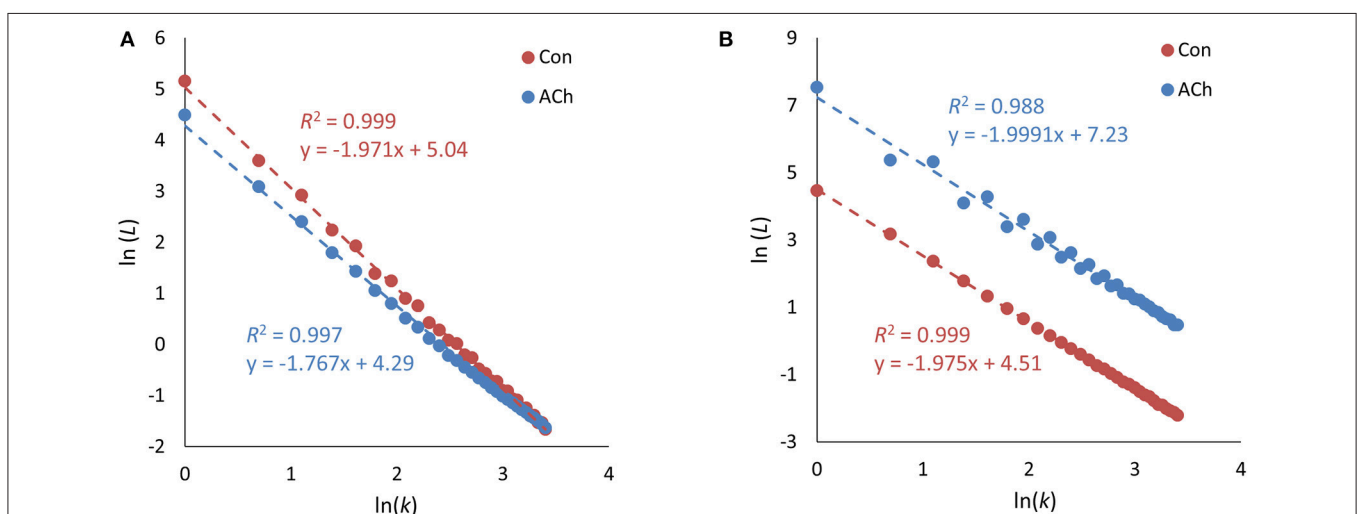 A
6
5
4
3
2
1
0
-1
-2
ln (L)
0 1 2 3 4
ln(k)
Con
ACh
R² = 0.999
y = -1.971x + 5.04
R² = 0.997
y = -1.767x + 4.29
B
9
7
5
3
1
-1
-3
ln (L)
0 1 2 3 4
ln(k)
Con
ACh
R² = 0.988
y = -1.9991x + 7.23
R² = 0.999
y = -1.975x + 4.51